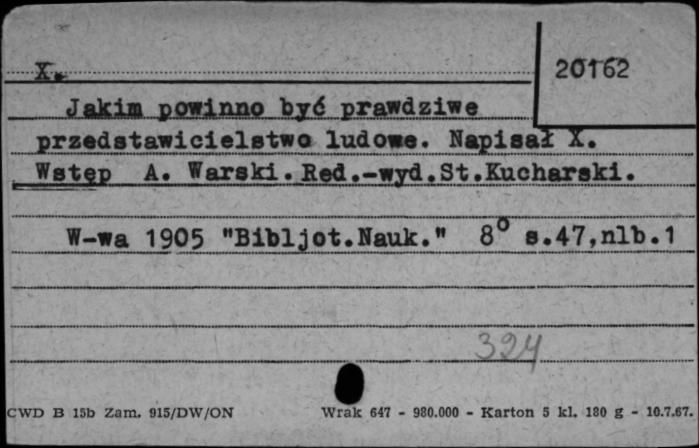 X.
20162
Jakim powinno być prawdziwe
przedstawicielstwo ludowe. Napisał X.
Wstęp A. Warski. Red.-wyd.St.Kucharski.
W-wa 1905 "Bibljot.Nauk." 8° s.47,nlb.1
324
CWD B 15b Zam. 915/DW/ON Wrak 647 - 980.000 - Karton 5 kl. 180 g - 10.7.67.